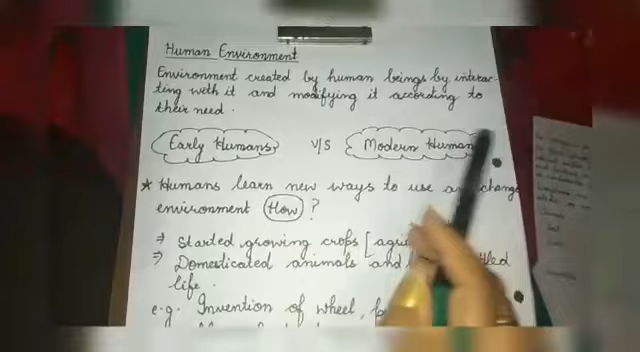 Human Environment
Environment created by human beings by interac-
ting with it and modifying it according to
their need.
Early Humans V/S Modern Human
* Humans learn new ways to use change
environment How ?
⇒ Started growing crops [
⇒ Domesticated animals and
life.
e.g. Invention of wheel,